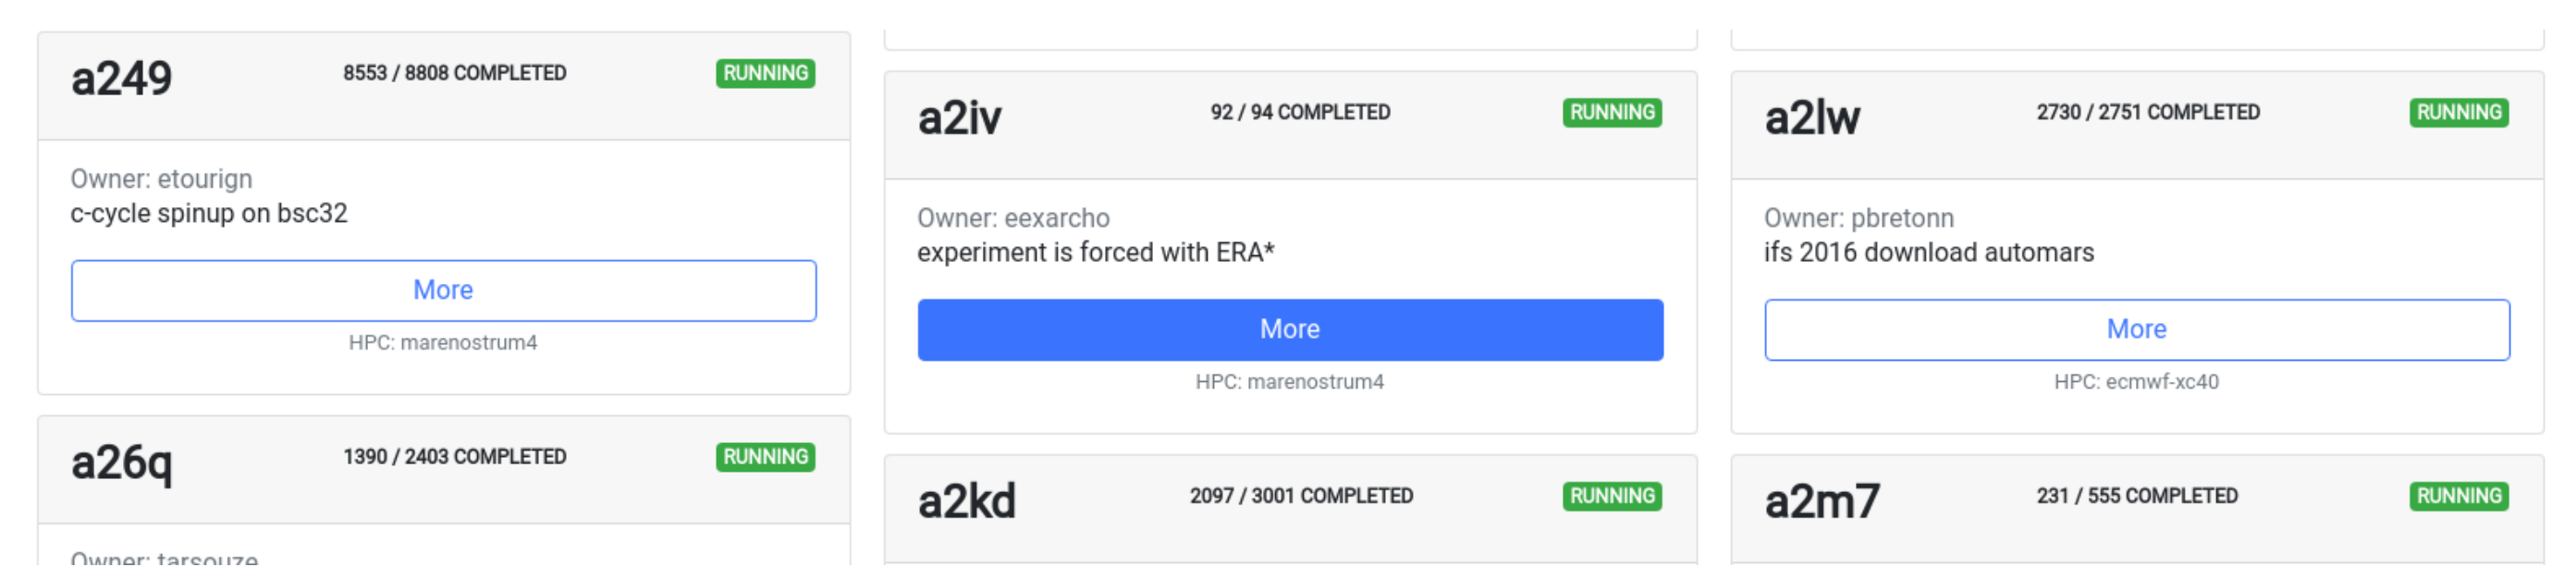 a249 8553 / 8808 COMPLETED RUNNING
Owner: etourign
c-cycle spinup on bsc32
More
HPC: marenostrum4
a26q 1390 / 2403 COMPLETED RUNNING
Owner: tarsouze
a2iv 92 / 94 COMPLETED RUNNING
Owner: eexarcho
experiment is forced with ERA*
More
HPC: marenostrum4
a2kd 2097 / 3001 COMPLETED RUNNING
a2lw 2730 / 2751 COMPLETED RUNNING
Owner: pbretonn
ifs 2016 download automars
More
HPC: ecmwf-xc40
a2m7 231 / 555 COMPLETED RUNNING